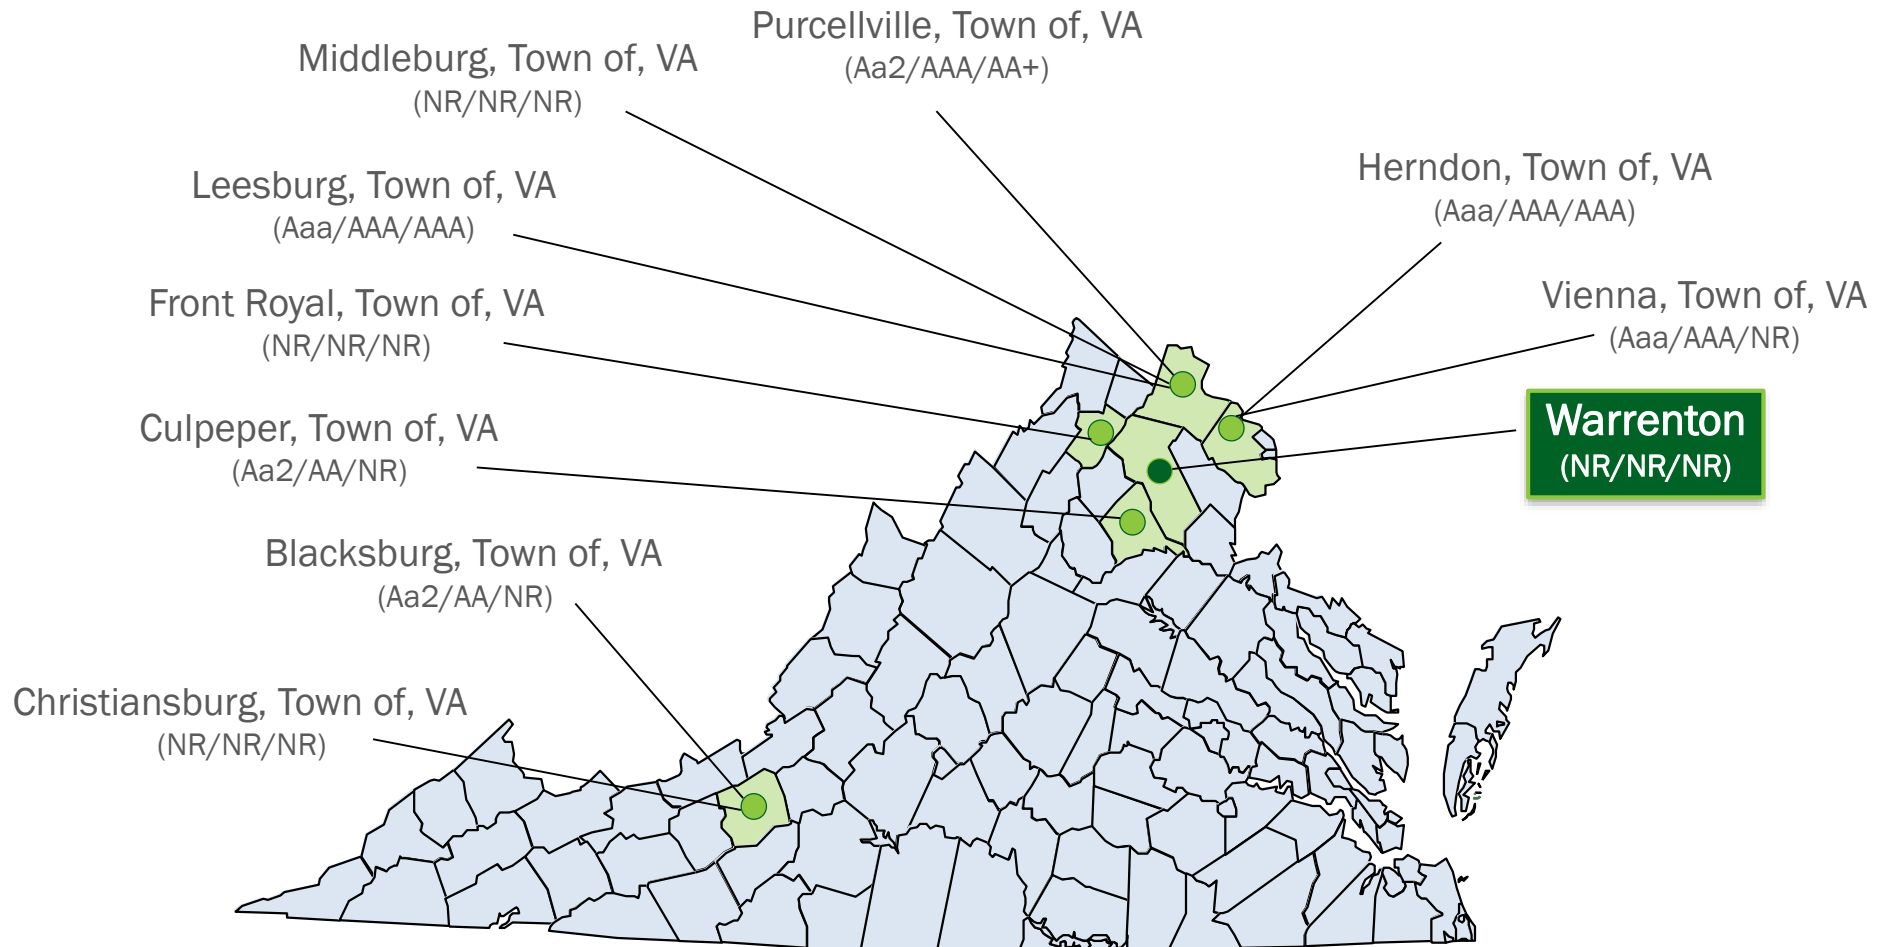 Purcellville, Town of, VA
(Aa2/AAA/AA+)
Middleburg, Town of, VA
(NR/NR/NR)
Leesburg, Town of, VA
(Aaa/AAA/AAA)
Herndon, Town of, VA
(Aaa/AAA/AAA)
Front Royal, Town of, VA
(NR/NR/NR)
Vienna, Town of, VA
(Aaa/AAA/NR)
Culpeper, Town of, VA
(Aa2/AA/NR)
Warrenton
(NR/NR/NR)
Blacksburg, Town of, VA
(Aa2/AA/NR)
Christiansburg, Town of, VA
(NR/NR/NR)